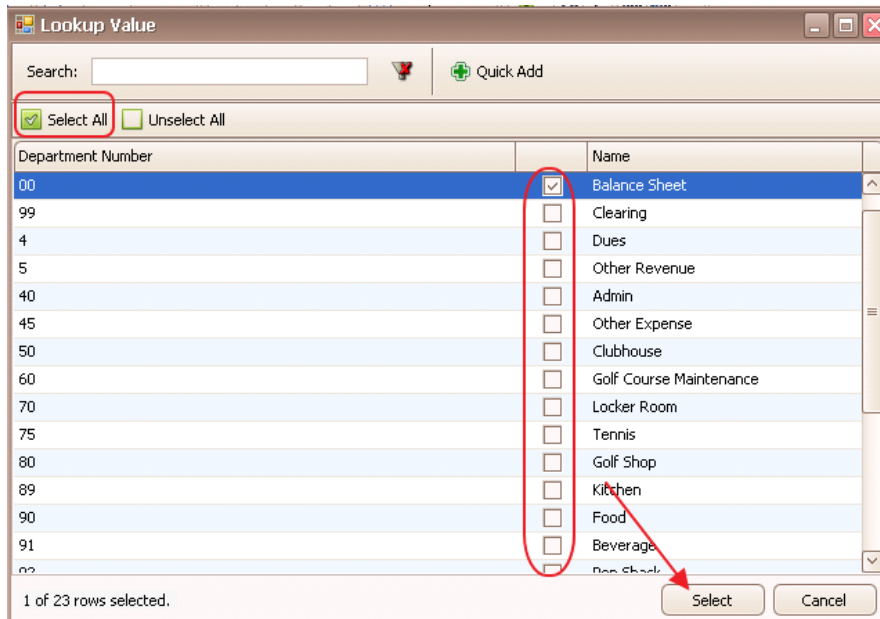 Lookup Value
Search: Quick Add
Select All Unselect All
Department Number Name
00 Balance Sheet
99 Clearing
4 Dues
5 Other Revenue
40 Admin
45 Other Expense
50 Clubhouse
60 Golf Course Maintenance
70 Locker Room
75 Tennis
80 Golf Shop
89 Kitchen
90 Food
91 Beverage
1 of 23 rows selected. Select Cancel